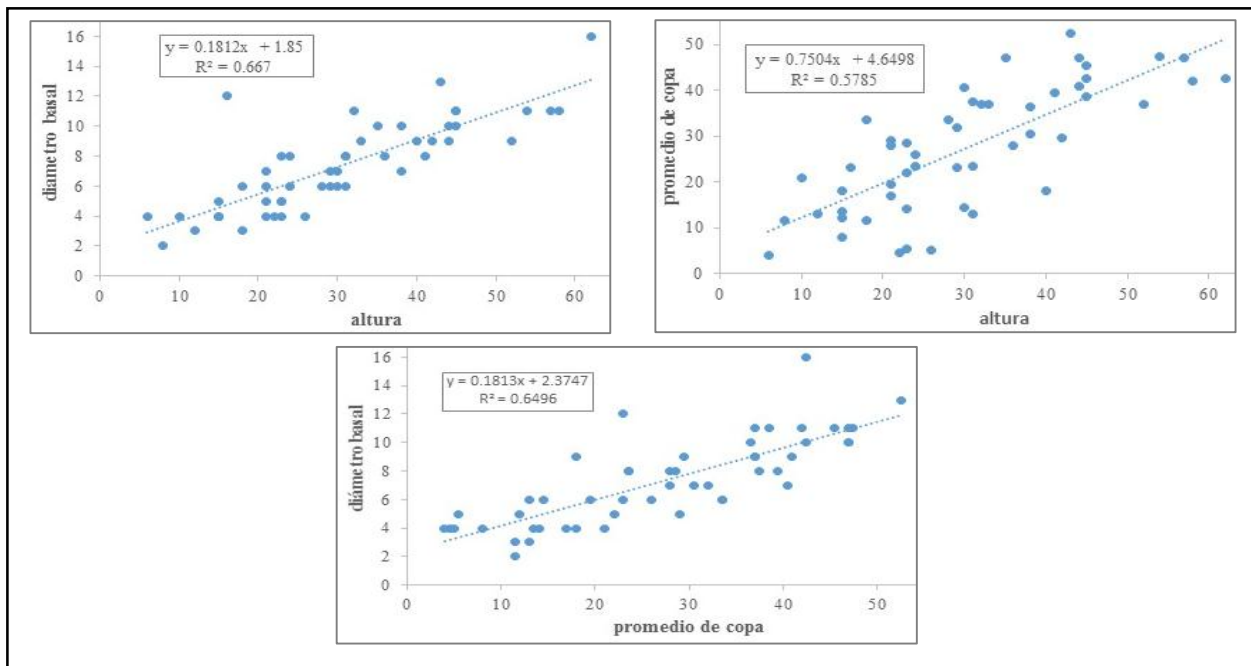 y = 0.1812x + 1.85
R² = 0.667
diametro basal
16
14
12
10
8
6
4
2
0
0 10 20 30 40 50 60
altura
y = 0.7504x + 4.6498
R² = 0.5785
promedio de copa
50
40
30
20
10
0
0 10 20 30 40 50 60
altura
y = 0.1813x + 2.3747
R² = 0.6496
diámetro basal
16
14
12
10
8
6
4
2
0
0 10 20 30 40 50
promedio de copa